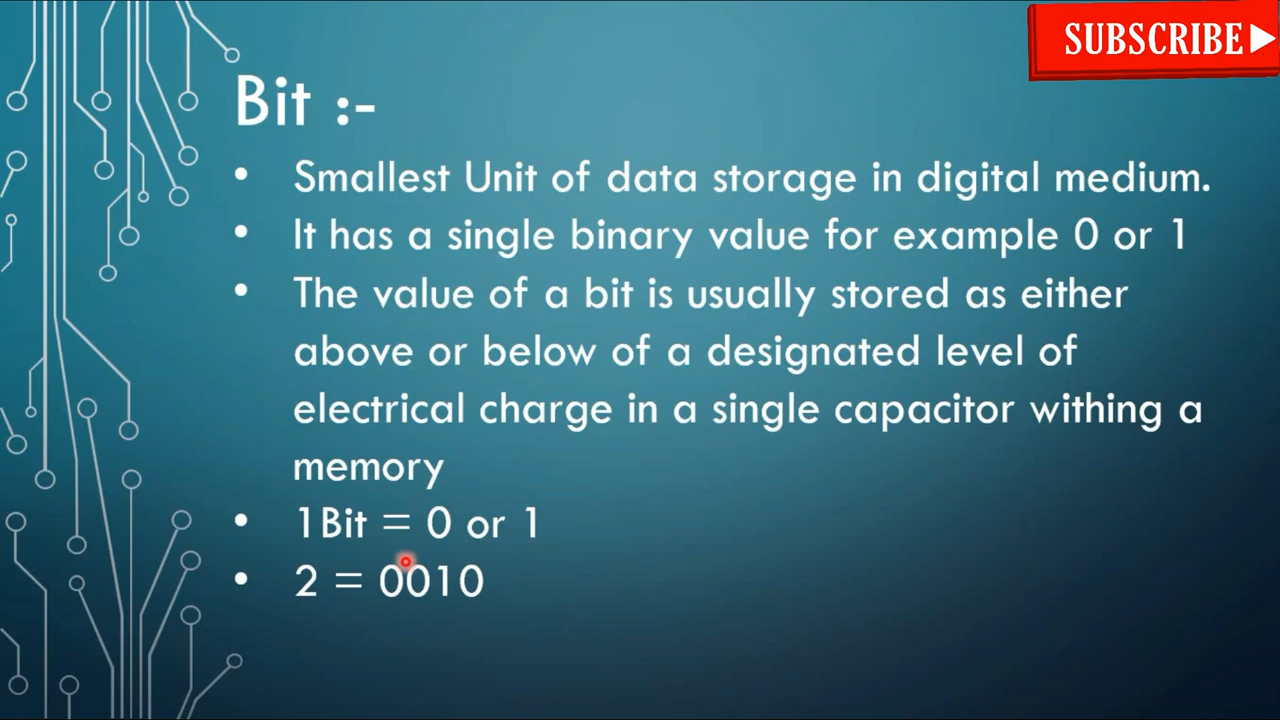 SUBSCRIBE
Bit :-
• Smallest Unit of data storage in digital medium.
• It has a single binary value for example 0 or 1
• The value of a bit is usually stored as either
above or below of a designated level of
electrical charge in a single capacitor withing a
memory
• 1Bit = 0 or 1
• 2 = 0010